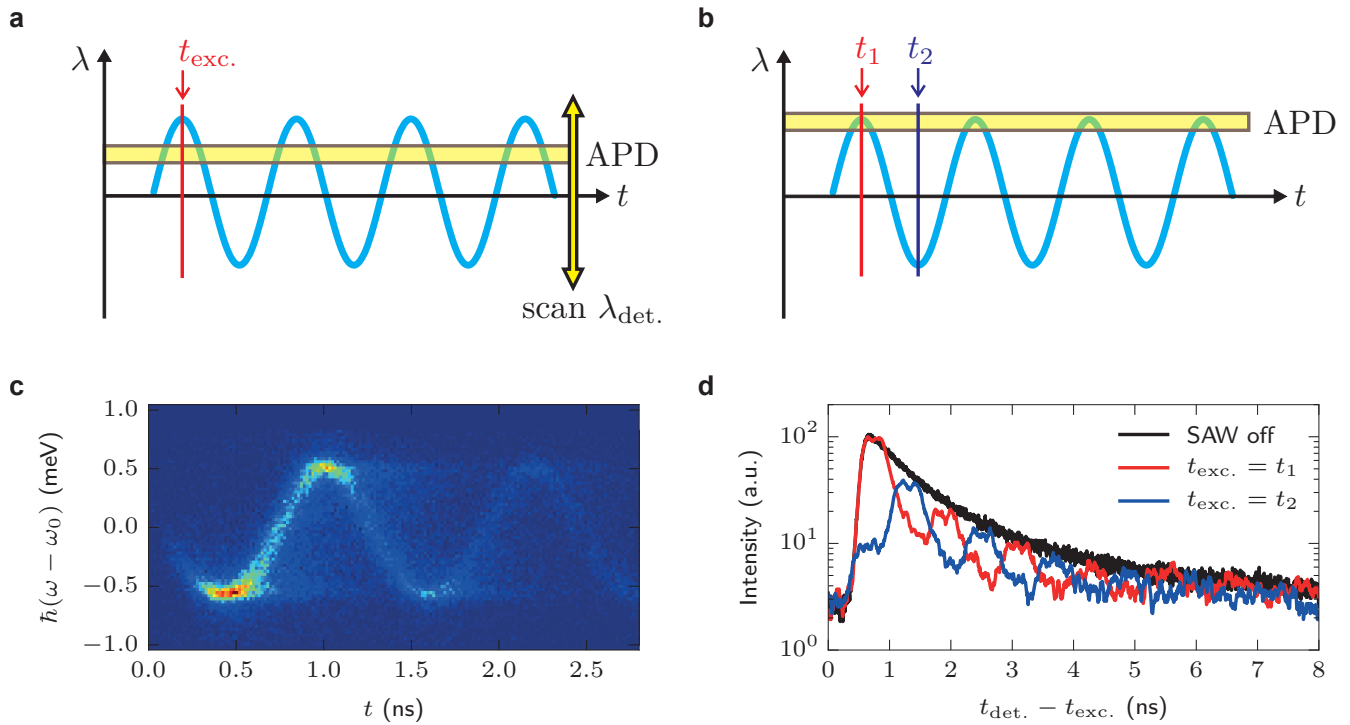 a
λ
t_exc.
APD
t
scan λ_det.
b
λ
t_1
t_2
APD
t
c
1.0
0.5
0.0
−0.5
−1.0
ħ(ω − ω_0) (meV)
0.0 0.5 1.0 1.5 2.0 2.5
t (ns)
d
SAW off
t_exc. = t_1
t_exc. = t_2
10^2
10^1
10^0
Intensity (a.u.)
0 1 2 3 4 5 6 7 8
t_det. − t_exc. (ns)